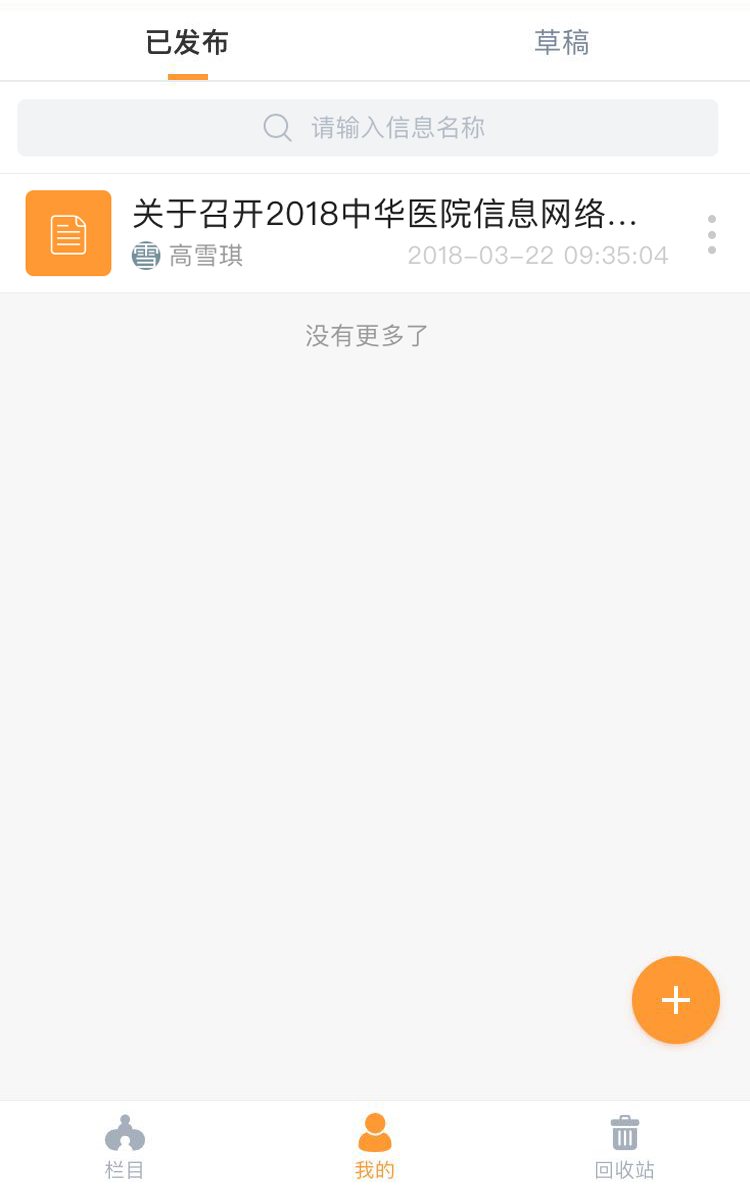 已发布 草稿
请输入信息名称
关于召开2018中华医院信息网络...
雪 高雪琪 2018-03-22 09:35:04
没有更多了
栏目 我的 回收站